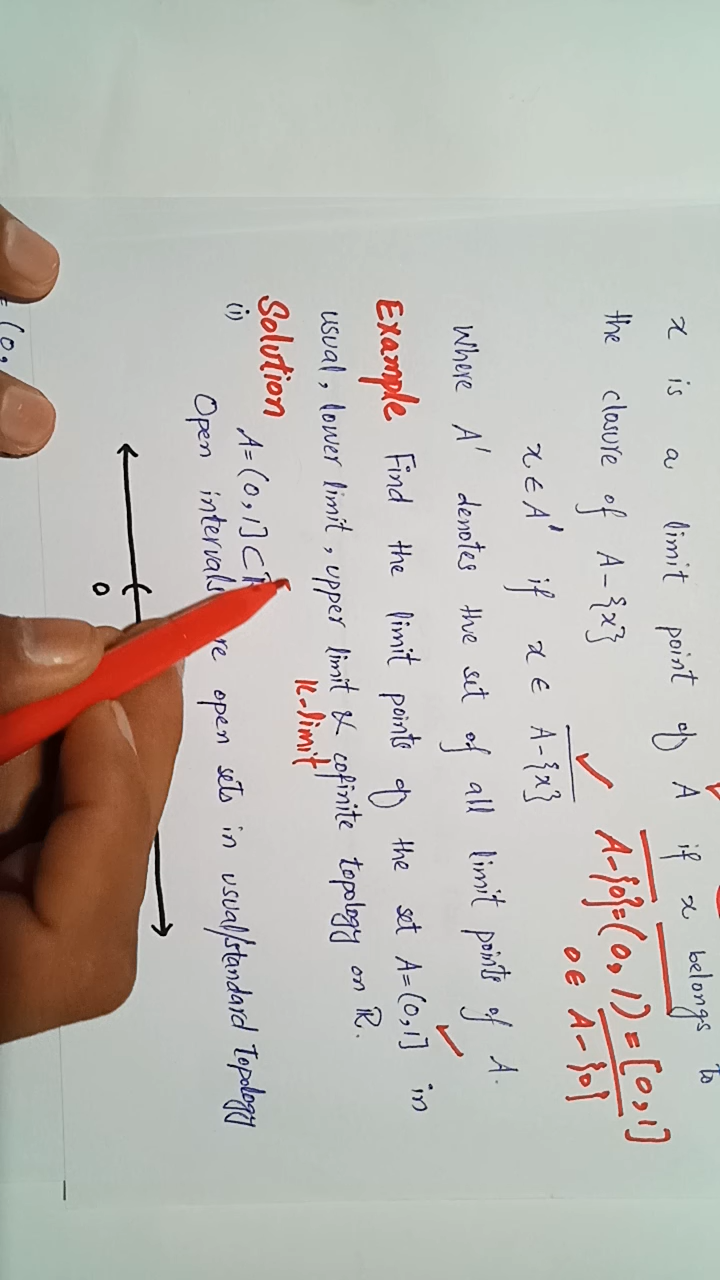 x is a limit point of A if x belongs to
the closure of A-{x}
A-{0}=(0,1)=[0,1]
x∈A' if x∈ A-{x}
0∈ A-{0}
Where A' denotes the set of all limit points of A.
Example Find the limit points of the set A=(0,1] in
usual, lower limit, upper limit & cofinite topology on R.
K-limit
Solution
(i) A=(0,1]⊂
Open intervals open sets in usual/standard topology
0
=(0,